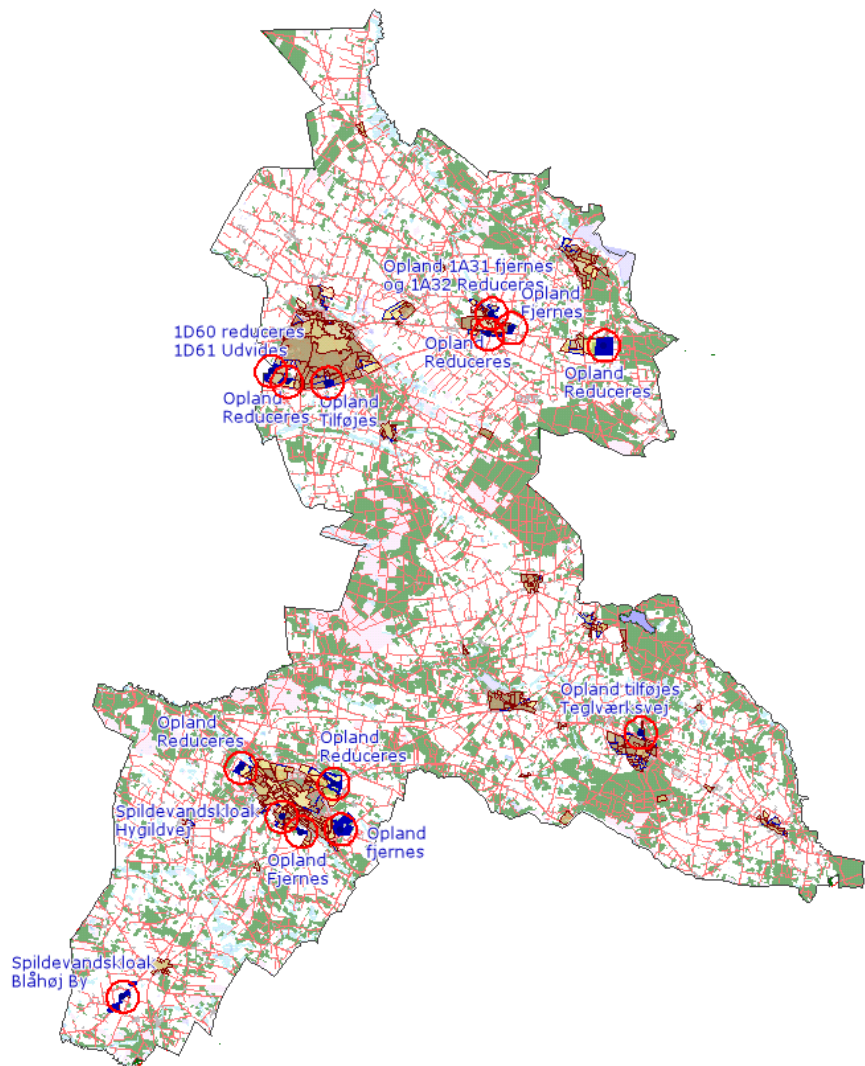 Opland 1A31 fjernes
og 1A32 Reduceres
Opland
Fjernes
1D60 reduceres
1D61 Udvides
Opland
Reduceres
Opland
Reduceres
Opland
Reduceres
Opland
Tilføjes
Opland tilføjes
Teglværksvej
Opland
Reduceres
Opland
Reduceres
Spildevandskloak
Hygildvej
Opland
fjernes
Opland
Fjernes
Spildevandskloak
Blåhøj By